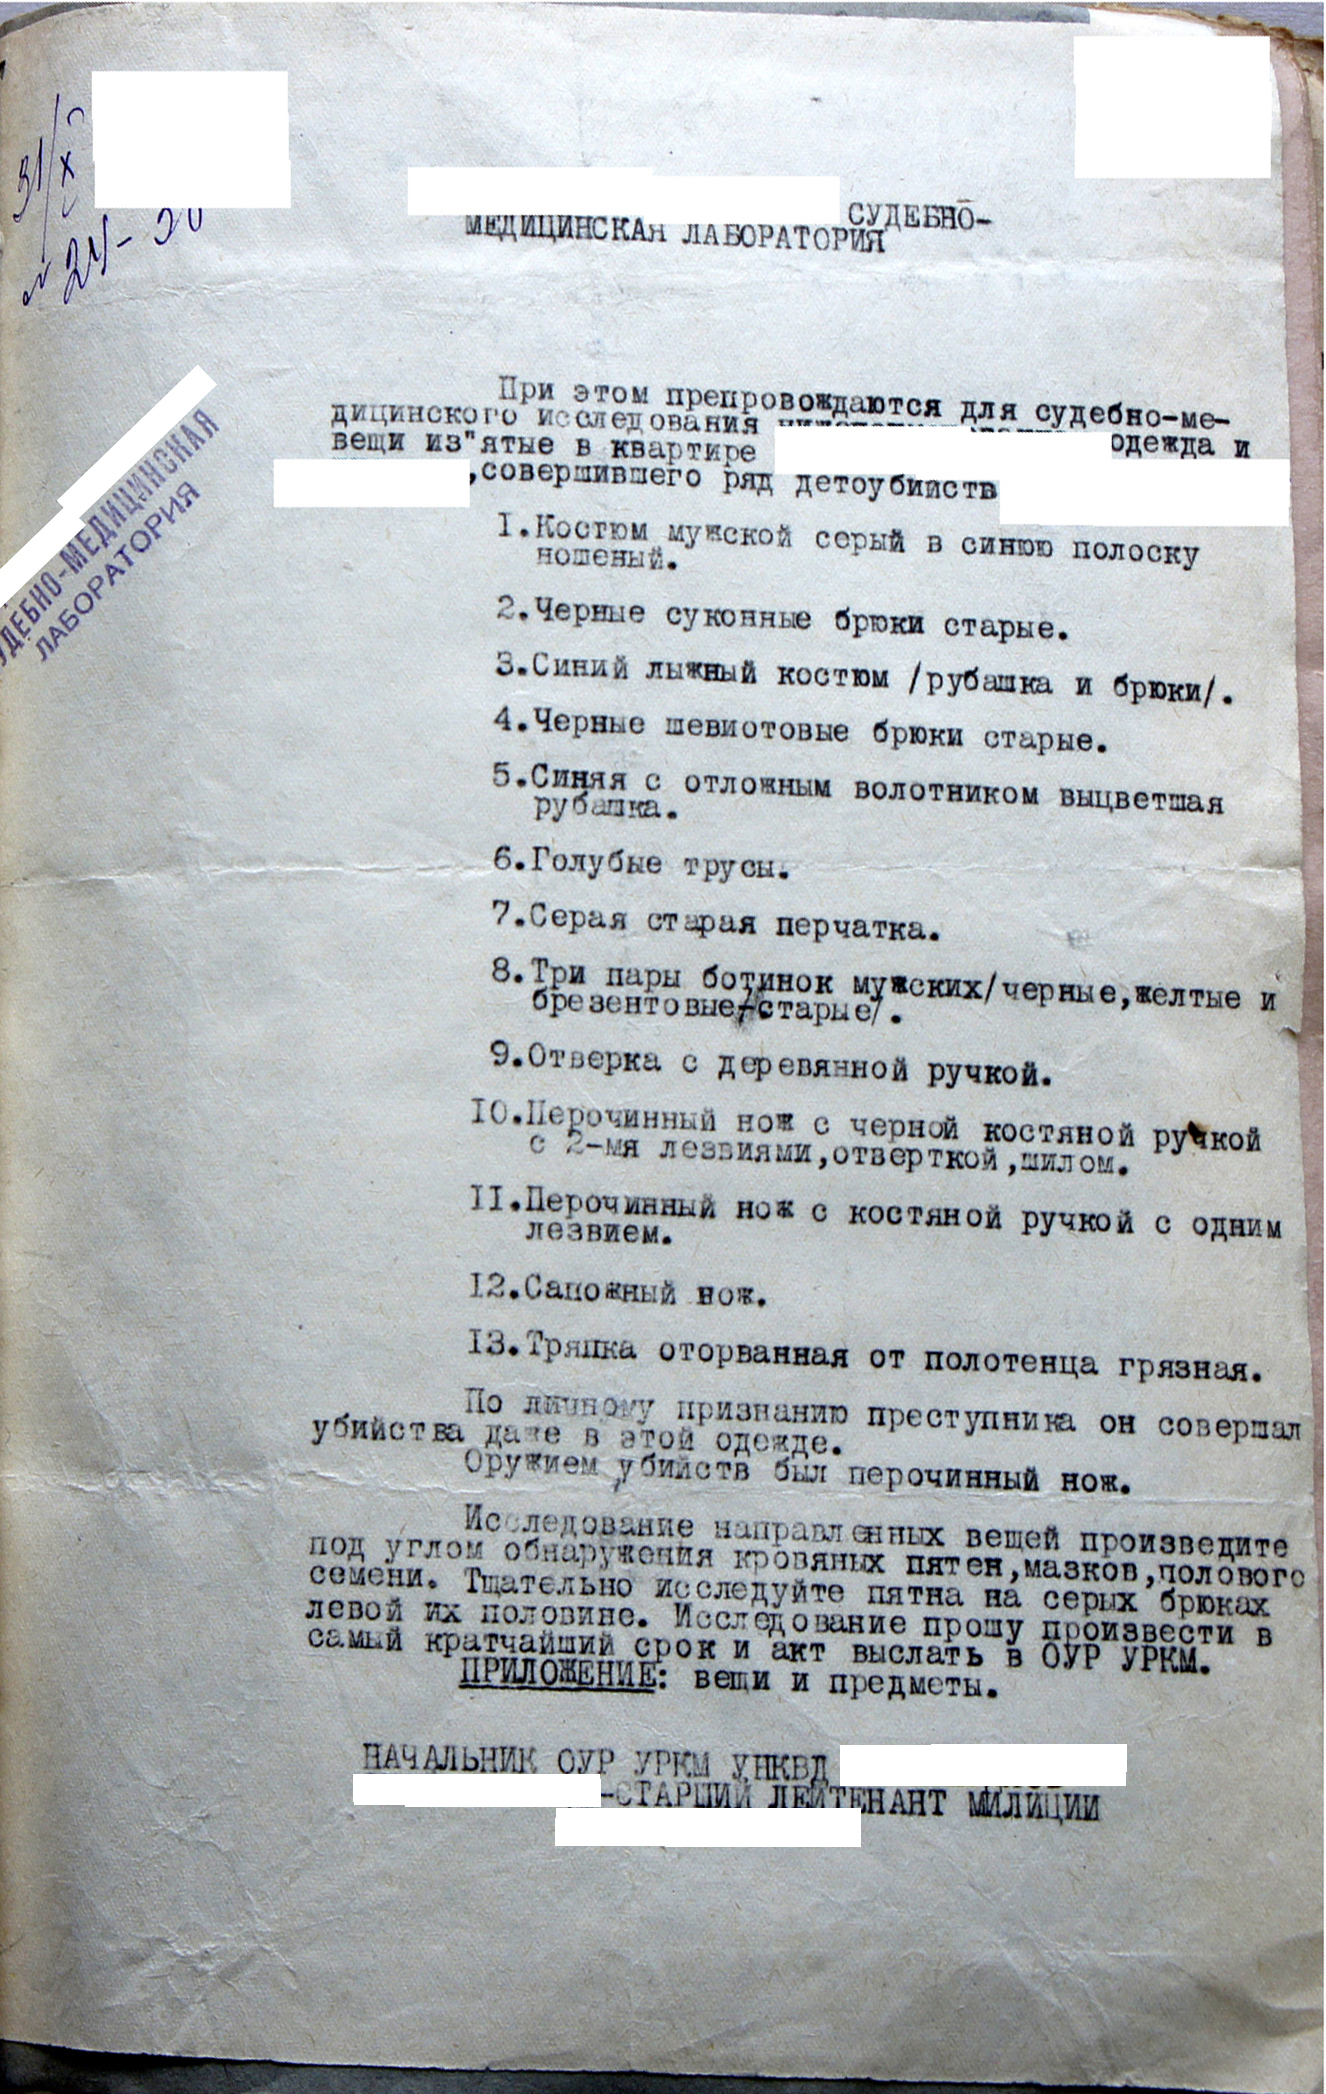 31/X
24-
СУДЕБНО-
МЕДИЦИНСКАЯ ЛАБОРАТОРИЯ
СУДЕБНО-МЕДИЦИНСКАЯ
ЛАБОРАТОРИЯ
При этом препровождаются для судебно-ме-
дицинского исследования
вещи из"ятые в квартире одежда и
,совершившего ряд детоубийств
1.Костюм мужской серый в синюю полоску
ношеный.
2.Черные суконные брюки старые.
3.Синий лыжный костюм /рубашка и брюки/.
4.Черные шевиотовые брюки старые.
5.Синяя с отложным волотником выцветшая
рубашка.
6.Голубые трусы.
7.Серая старая перчатка.
8.Три пары ботинок мужских/черные,желтые и
брезентовые/старые/.
9.Отверка с деревянной ручкой.
10.Перочинный нож с черной костяной ручкой
с 2-мя лезвиями,отверткой,шилом.
11.Перочинный нож с костяной ручкой с одним
лезвием.
12.Сапожный нож.
13.Тряпка оторванная от полотенца грязная.
По личному признанию преступника он совершал
убийства даже в этой одежде.
Оружием убийств был перочинный нож.
Исследование направленных вещей произведите
под углом обнаружения кровяных пятен,мазков,полового
семени. Тщательно исследуйте пятна на серых брюках
левой их половине. Исследование прошу произвести в
самый кратчайший срок и акт выслать в ОУР УРКМ.
ПРИЛОЖЕНИЕ: вещи и предметы.
НАЧАЛЬНИК ОУР УРКМ УНКВД
-СТАРШИЙ ЛЕЙТЕНАНТ МИЛИЦИИ